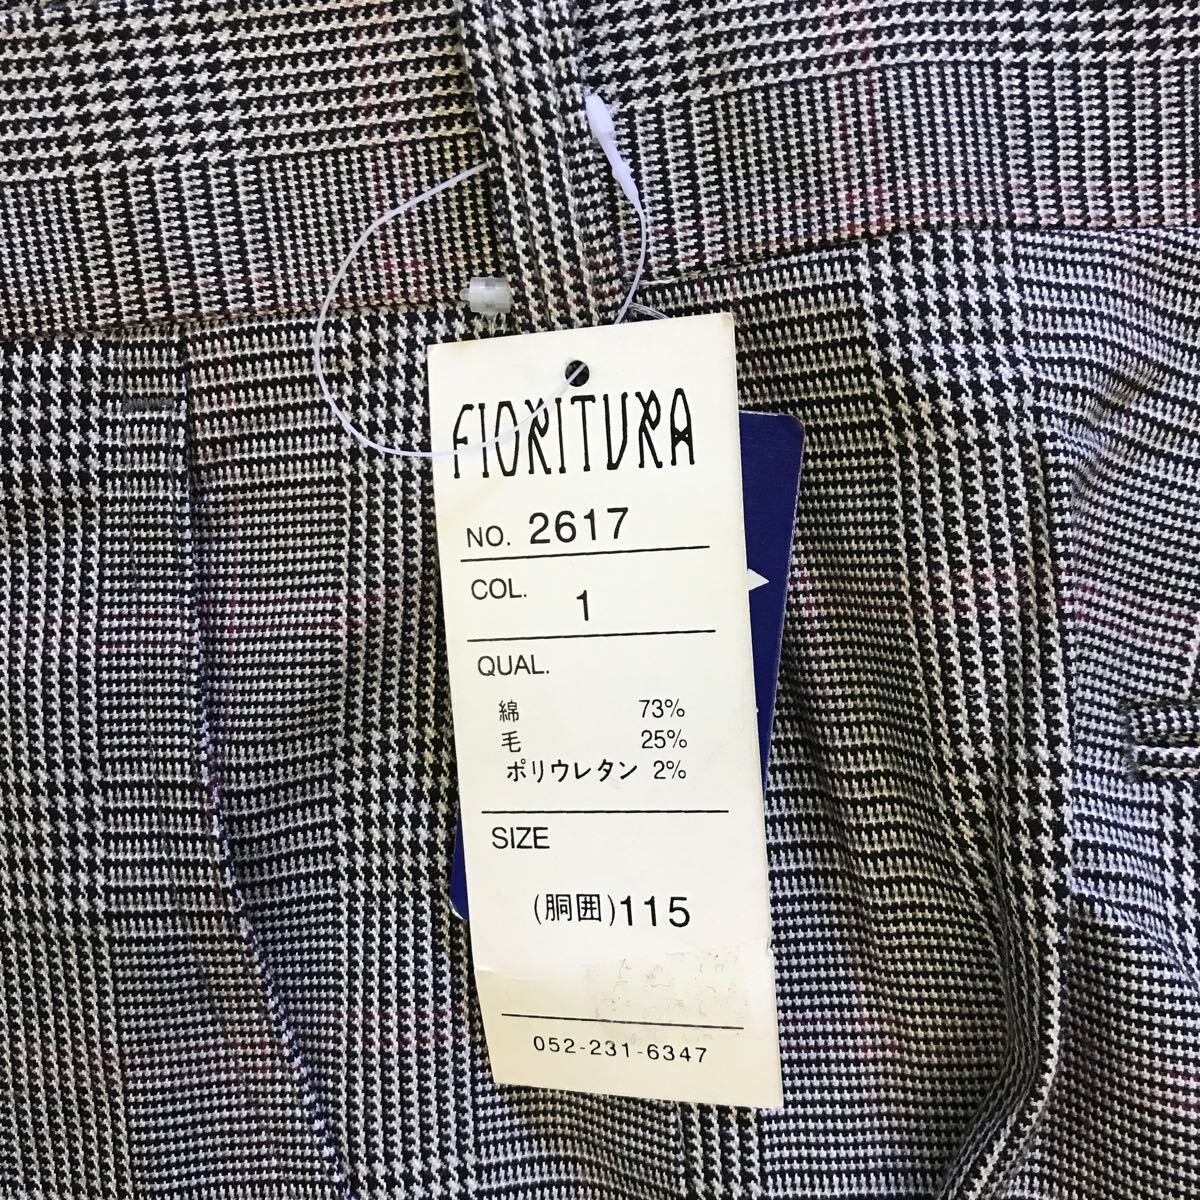 FIORITURA
NO. 2617
COL. 1
QUAL.
綿 73%
毛 25%
ポリウレタン 2%
SIZE
(胴囲)115
052-231-6347